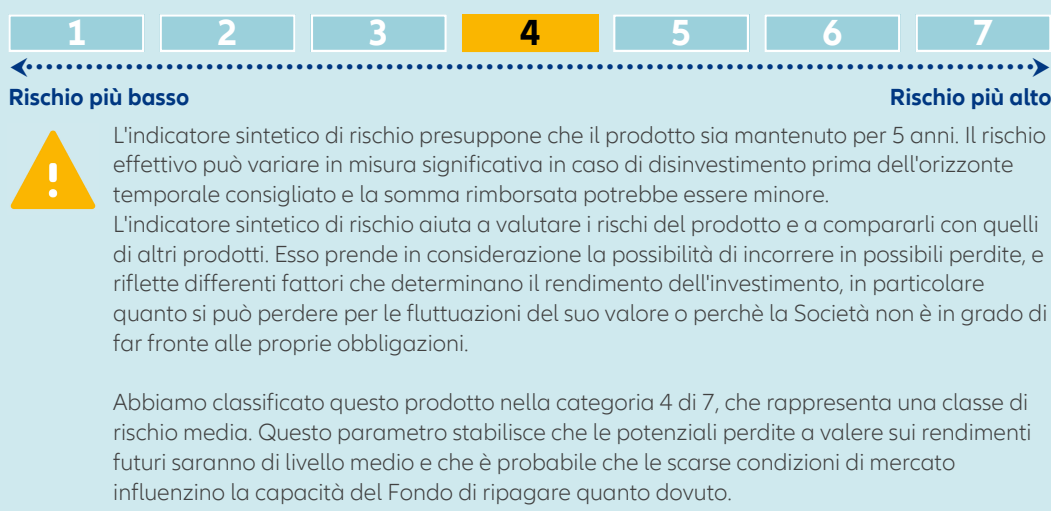 1 2 3 4 5 6 7
Rischio più basso Rischio più alto
L'indicatore sintetico di rischio presuppone che il prodotto sia mantenuto per 5 anni. Il rischio
effettivo può variare in misura significativa in caso di disinvestimento prima dell'orizzonte
temporale consigliato e la somma rimborsata potrebbe essere minore.
L'indicatore sintetico di rischio aiuta a valutare i rischi del prodotto e a compararli con quelli
di altri prodotti. Esso prende in considerazione la possibilità di incorrere in possibili perdite, e
riflette differenti fattori che determinano il rendimento dell'investimento, in particolare
quanto si può perdere per le fluttuazioni del suo valore o perchè la Società non è in grado di
far fronte alle proprie obbligazioni.
Abbiamo classificato questo prodotto nella categoria 4 di 7, che rappresenta una classe di
rischio media. Questo parametro stabilisce che le potenziali perdite a valere sui rendimenti
futuri saranno di livello medio e che è probabile che le scarse condizioni di mercato
influenzino la capacità del Fondo di ripagare quanto dovuto.